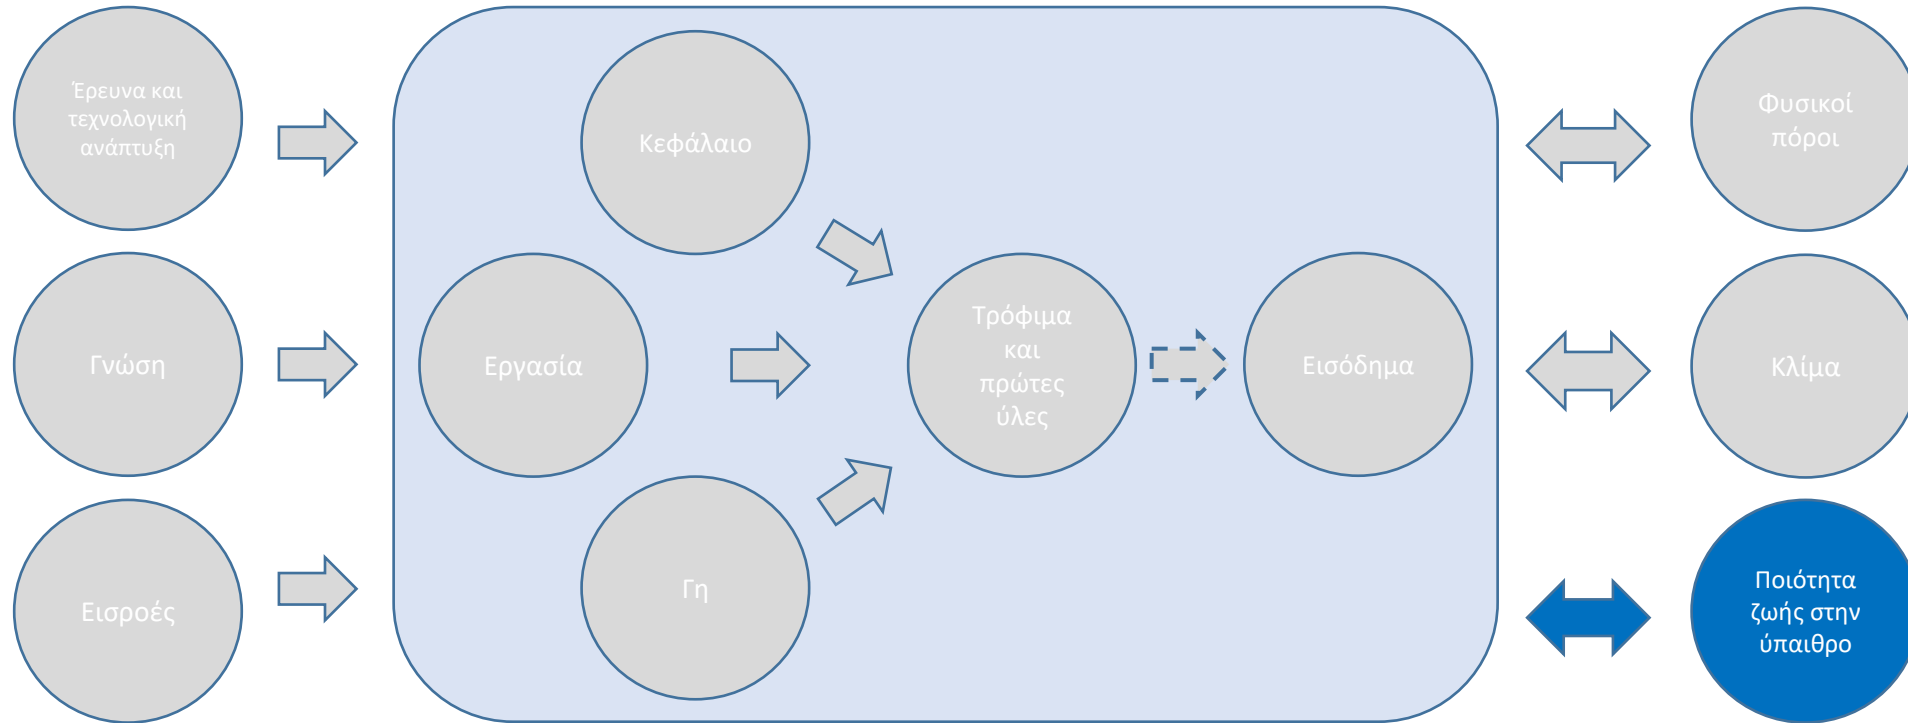 Έρευνα και
τεχνολογική
ανάπτυξη
Κεφάλαιο
Φυσικοί
πόροι
Γνώση
Εργασία
Τρόφιμα
και
πρώτες
ύλες
Εισόδημα
Κλίμα
Εισροές
Γη
Ποιότητα
ζωής στην
ύπαιθρο